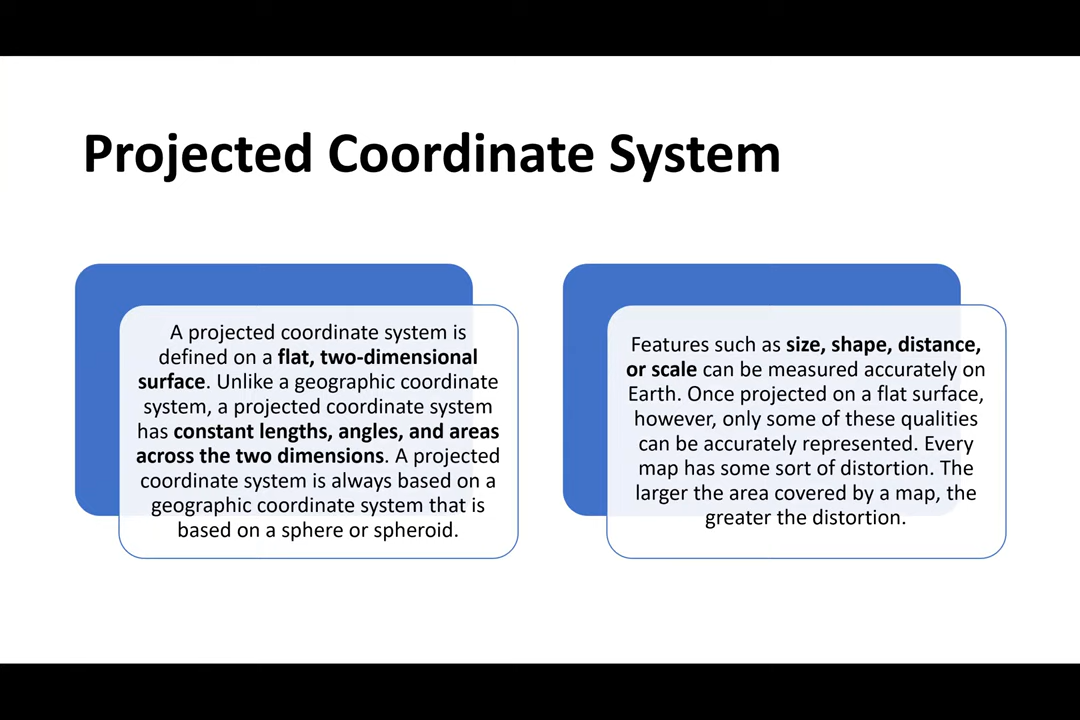 Projected Coordinate System
A projected coordinate system is
defined on a flat, two-dimensional
surface. Unlike a geographic coordinate
system, a projected coordinate system
has constant lengths, angles, and areas
across the two dimensions. A projected
coordinate system is always based on a
geographic coordinate system that is
based on a sphere or spheroid.
Features such as size, shape, distance,
or scale can be measured accurately on
Earth. Once projected on a flat surface,
however, only some of these qualities
can be accurately represented. Every
map has some sort of distortion. The
larger the area covered by a map, the
greater the distortion.